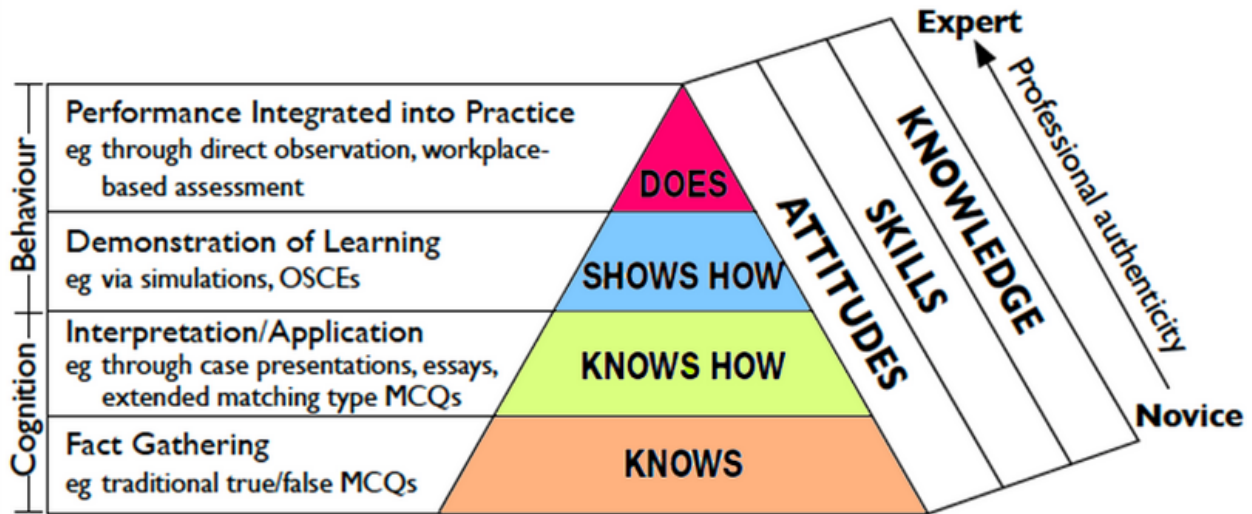 Expert
Professional authenticity
Novice
Behaviour
Cognition
Performance Integrated into Practice
eg through direct observation, workplace-
based assessment
DOES
Demonstration of Learning
eg via simulations, OSCEs
SHOWS HOW
Interpretation/Application
eg through case presentations, essays,
extended matching type MCQs
KNOWS HOW
Fact Gathering
eg traditional true/false MCQs
KNOWS
ATTITUDES
SKILLS
KNOWLEDGE